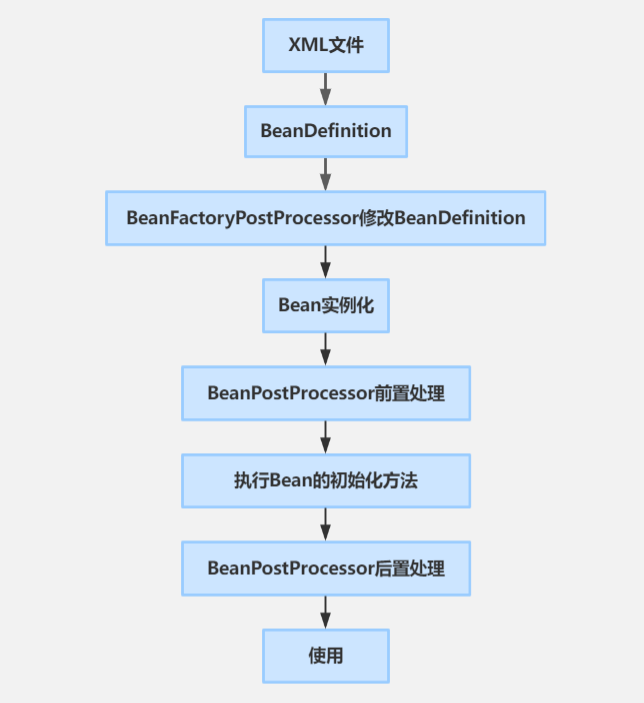 XML文件
BeanDefinition
BeanFactoryPostProcessor修改BeanDefinition
Bean实例化
BeanPostProcessor前置处理
执行Bean的初始化方法
BeanPostProcessor后置处理
使用